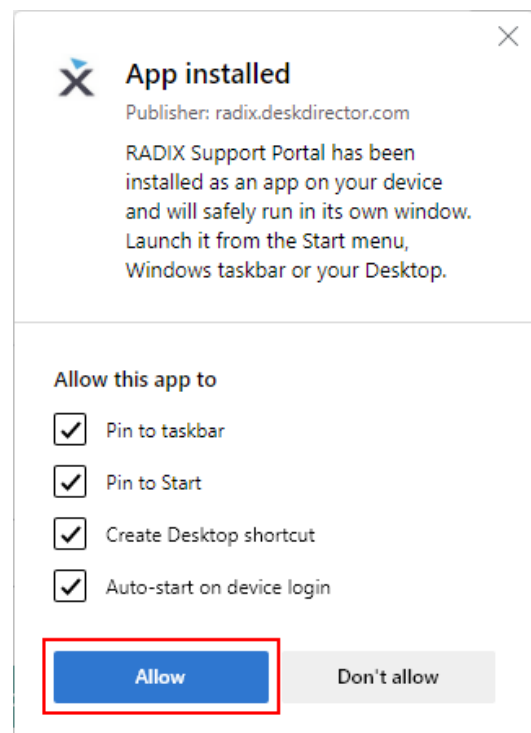 App installed
Publisher: radix.deskdirector.com
RADIX Support Portal has been
installed as an app on your device
and will safely run in its own window.
Launch it from the Start menu,
Windows taskbar or your Desktop.
Allow this app to
Pin to taskbar
Pin to Start
Create Desktop shortcut
Auto-start on device login
Allow
Don't allow